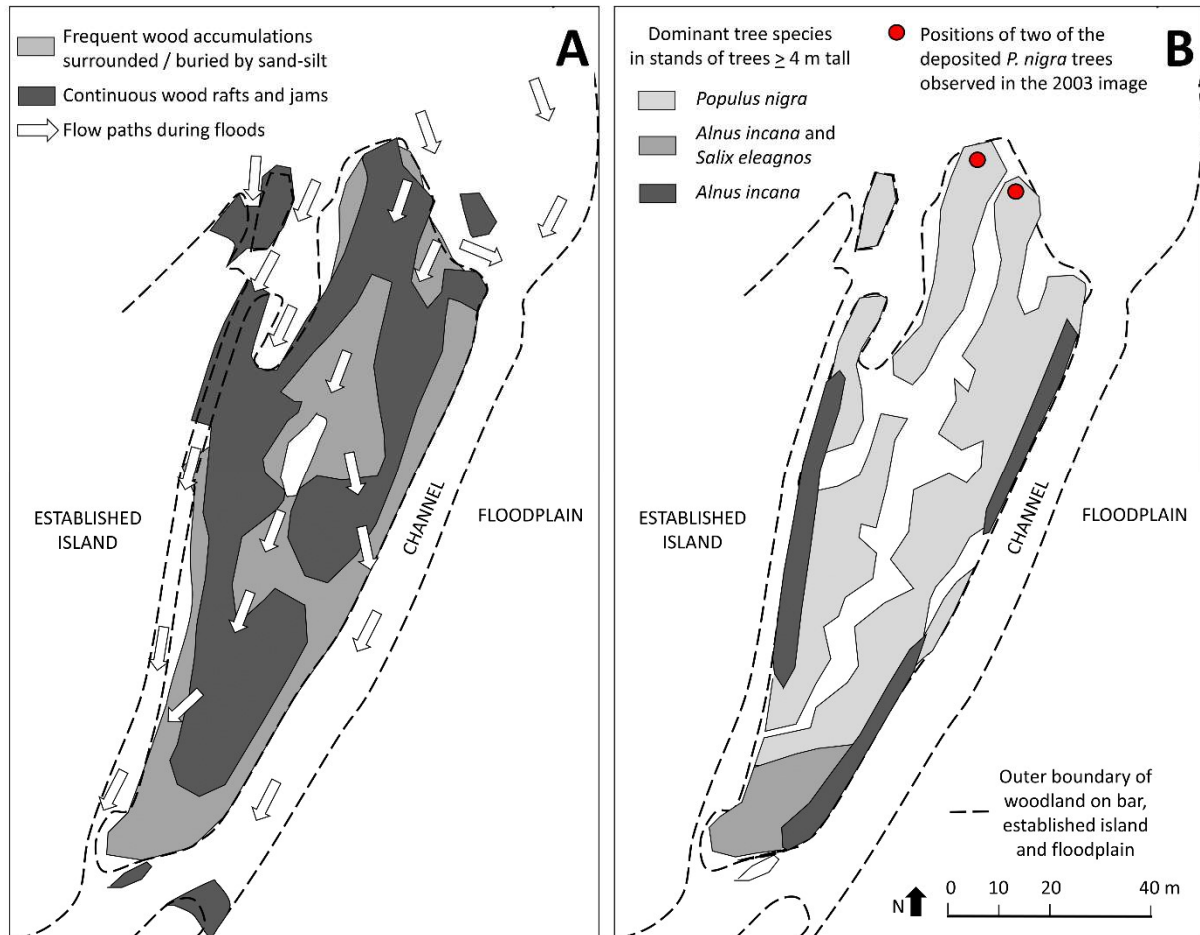 A
Frequent wood accumulations
surrounded / buried by sand-silt
Continuous wood rafts and jams
Flow paths during floods
ESTABLISHED
ISLAND
CHANNEL
FLOODPLAIN
B
Dominant tree species
in stands of trees ≥ 4 m tall
Populus nigra
Alnus incana and
Salix eleagnos
Alnus incana
Positions of two of the
deposited P. nigra trees
observed in the 2003 image
ESTABLISHED
ISLAND
CHANNEL
FLOODPLAIN
Outer boundary of
woodland on bar,
established island
and floodplain
N
0 10 20 40 m